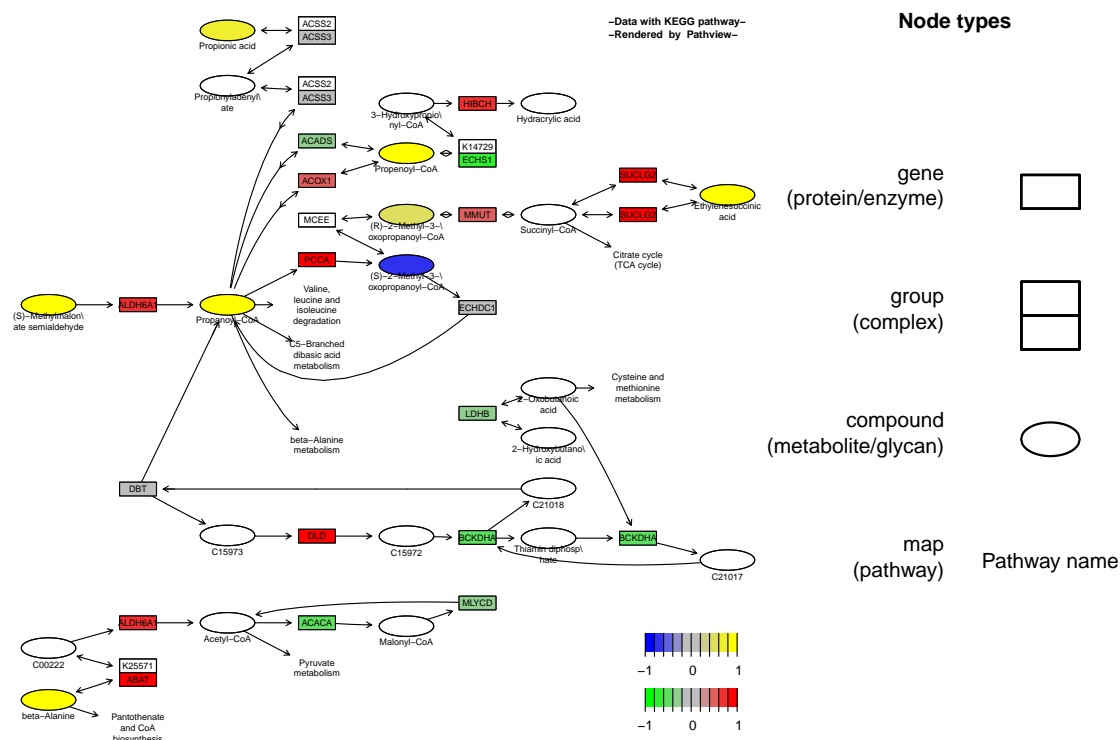 −Data with KEGG pathway−
−Rendered by Pathview−
Node types
ACSS2
ACSS3
Propionic acid
ACSS2
ACSS3
Propionyladenyl\
ate
3−Hydroxypropio\
nyl−CoA
HIBCH
Hydracrylic acid
ACADS
Propenoyl−CoA
K14729
ECHS1
ACOX1
MCEE
(R)−2−Methyl−3−\
oxopropanoyl−CoA
MMUT
Succinyl−CoA
SUCLG2
SUCLG2
Ethylenesuccinic
acid
Citrate cycle
(TCA cycle)
PCCA
(S)−2−Methyl−3−\
oxopropanoyl−CoA
ECHDC1
(S)−Methylmalon\
ate semialdehyde
ALDH6A1
Propanoyl−CoA
Valine,
leucine and
isoleucine
degradation
C5−Branched
dibasic acid
metabolism
beta−Alanine
metabolism
LDHB
2−Oxobutanoic
acid
Cysteine and
methionine
metabolism
2−Hydroxybutano\
ic acid
DBT
C21018
C15973
DLD
C15972
BCKDHA
Thiamin diphosp\
hate
BCKDHA
C21017
MLYCD
ALDH6A1
Acetyl−CoA
ACACA
Malonyl−CoA
C00222
Pyruvate
metabolism
K25571
ABAT
beta−Alanine
Pantothenate
and CoA
biosynthesis
gene
(protein/enzyme)
group
(complex)
compound
(metabolite/glycan)
map
(pathway)
Pathway name
−1 0 1
−1 0 1